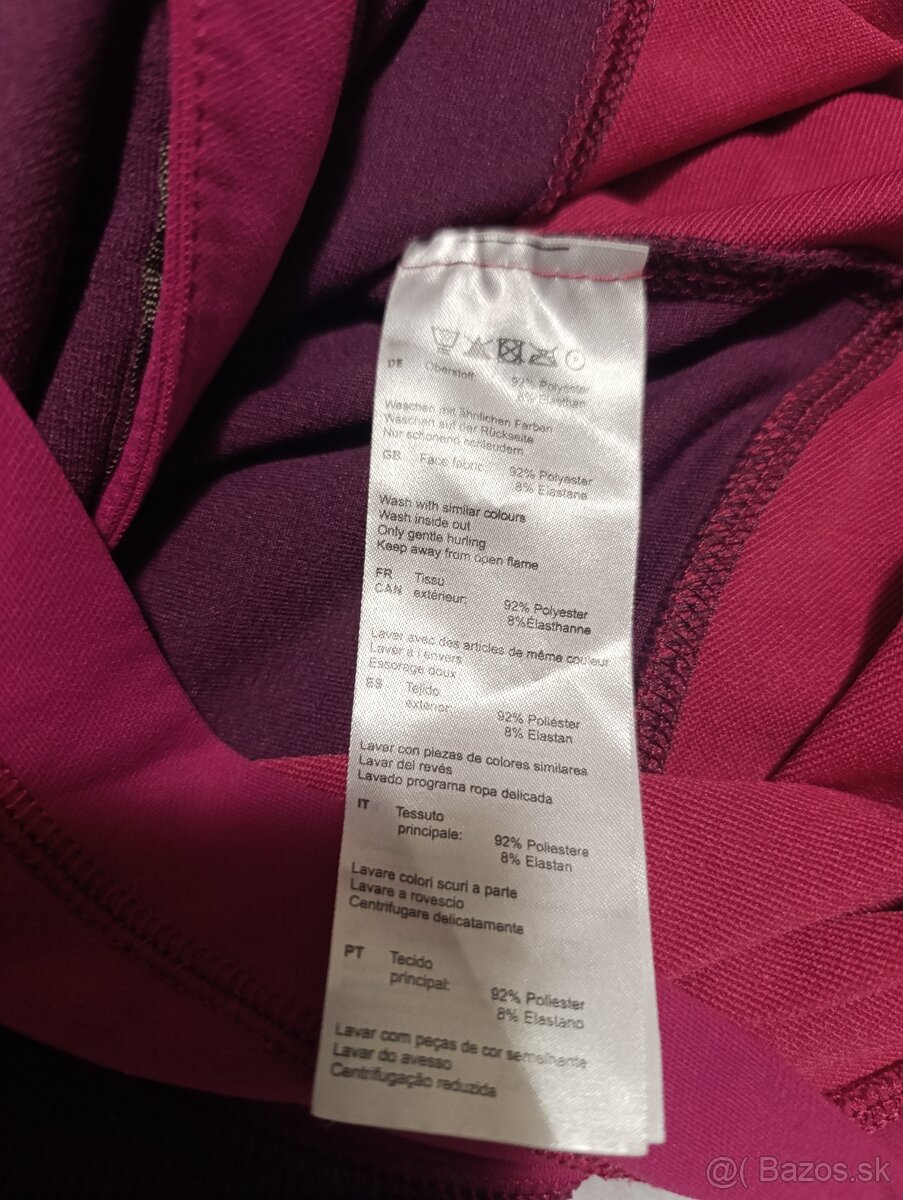 DE Oberstoff: 92% Polyester
8% Elasthan
Waschen mit ähnlichen Farben
Waschen auf der Rückseite
Nur schonend schleudern
GB Face fabric: 92% Polyester
8% Elastane
Wash with similar colours
Wash inside out
Only gentle hurling
Keep away from open flame
FR Tissu
CAN extérieur: 92% Polyester
8%Élasthanne
Laver avec des articles de même couleur
Laver à l'envers
Essorage doux
ES Tejido
exterior: 92% Poliéster
8% Elastan
Lavar con piezas de colores similares
Lavar del revés
Lavado programa ropa delicada
IT Tessuto
principale: 92% Poliestere
8% Elastan
Lavare colori scuri a parte
Lavare a rovescio
Centrifugare delicatamente
PT Tecido
principal: 92% Poliéster
8% Elastano
Lavar com peças de cor semelhante
Lavar do avesso
Centrifugação reduzida
@( Bazos.sk